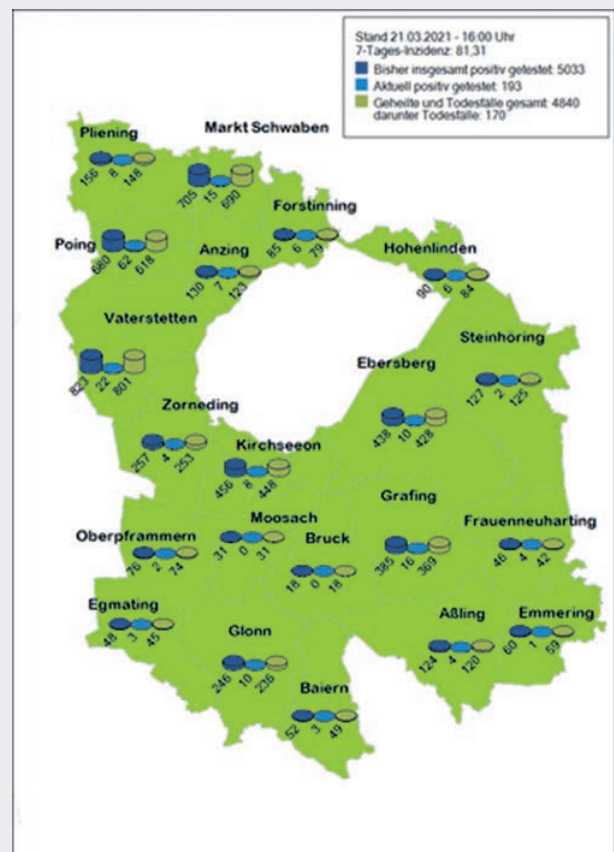 Stand 21.03.2021 - 16:00 Uhr
7-Tages-Inzidenz: 81,31
Bisher insgesamt positiv getestet: 5033
Aktuell positiv getestet: 193
Geheilte und Todesfälle gesamt: 4840
darunter Todesfälle: 170
Pliening
156 8 148
Markt Schwaben
705 15 690
Forstinning
85 6 79
Poing
680 62 618
Anzing
130 7 123
Hohenlinden
90 6 84
Vaterstetten
823 22 801
Steinhöring
127 2 125
Ebersberg
438 10 428
Zorneding
257 4 253
Kirchseeon
456 8 448
Grafing
385 16 369
Moosach
31 0 31
Bruck
18 0 18
Oberpframmern
76 2 74
Frauenneuharting
46 4 42
Egmating
48 3 45
Glonn
246 10 236
Aßling
124 4 120
Emmering
60 1 59
Baiern
52 3 49